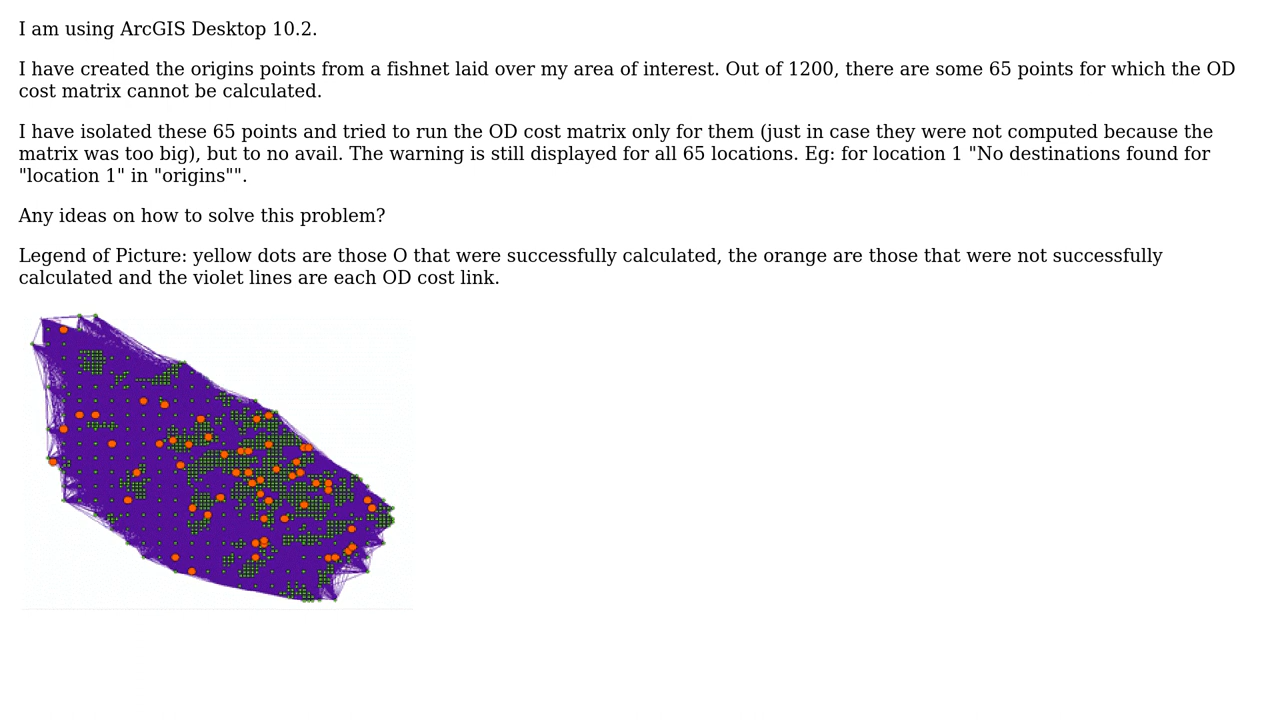 I am using ArcGIS Desktop 10.2.
I have created the origins points from a fishnet laid over my area of interest. Out of 1200, there are some 65 points for which the OD
cost matrix cannot be calculated.
I have isolated these 65 points and tried to run the OD cost matrix only for them (just in case they were not computed because the
matrix was too big), but to no avail. The warning is still displayed for all 65 locations. Eg: for location 1 "No destinations found for
"location 1" in "origins"".
Any ideas on how to solve this problem?
Legend of Picture: yellow dots are those O that were successfully calculated, the orange are those that were not successfully
calculated and the violet lines are each OD cost link.